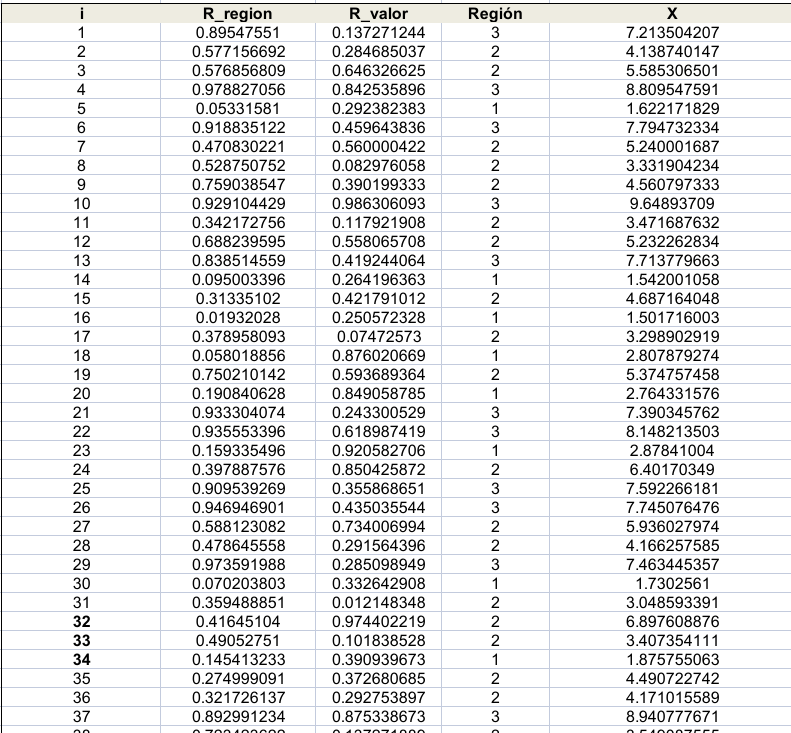 i R_region R_valor Región X
1 0.89547551 0.137271244 3 7.213504207
2 0.577156692 0.284685037 2 4.138740147
3 0.576856809 0.646326625 2 5.585306501
4 0.978827056 0.842535896 3 8.809547591
5 0.05331581 0.292382383 1 1.622171829
6 0.918835122 0.459643836 3 7.794732334
7 0.470830221 0.560000422 2 5.240001687
8 0.528750752 0.082976058 2 3.331904234
9 0.759038547 0.390199333 2 4.560797333
10 0.929104429 0.986306093 3 9.64893709
11 0.342172756 0.117921908 2 3.471687632
12 0.688239595 0.558065708 2 5.232262834
13 0.838514559 0.419244064 3 7.713779663
14 0.095003396 0.264196363 1 1.542001058
15 0.31335102 0.421791012 2 4.687164048
16 0.01932028 0.250572328 1 1.501716003
17 0.378958093 0.07472573 2 3.298902919
18 0.058018856 0.876020669 1 2.807879274
19 0.750210142 0.593689364 2 5.374757458
20 0.190840628 0.849058785 1 2.764331576
21 0.933304074 0.243300529 3 7.390345762
22 0.935553396 0.618987419 3 8.148213503
23 0.159335496 0.920582706 1 2.87841004
24 0.397887576 0.850425872 2 6.40170349
25 0.909539269 0.355868651 3 7.592266181
26 0.946946901 0.435035544 3 7.745076476
27 0.588123082 0.734006994 2 5.936027974
28 0.478645558 0.291564396 2 4.166257585
29 0.973591988 0.285098949 3 7.463445357
30 0.070203803 0.332642908 1 1.7302561
31 0.359488851 0.012148348 2 3.048593391
32 0.41645104 0.974402219 2 6.897608876
33 0.49052751 0.101838528 2 3.407354111
34 0.145413233 0.390939673 1 1.875755063
35 0.274999091 0.372680685 2 4.490722742
36 0.321726137 0.292753897 2 4.171015589
37 0.892991234 0.875338673 3 8.940777671